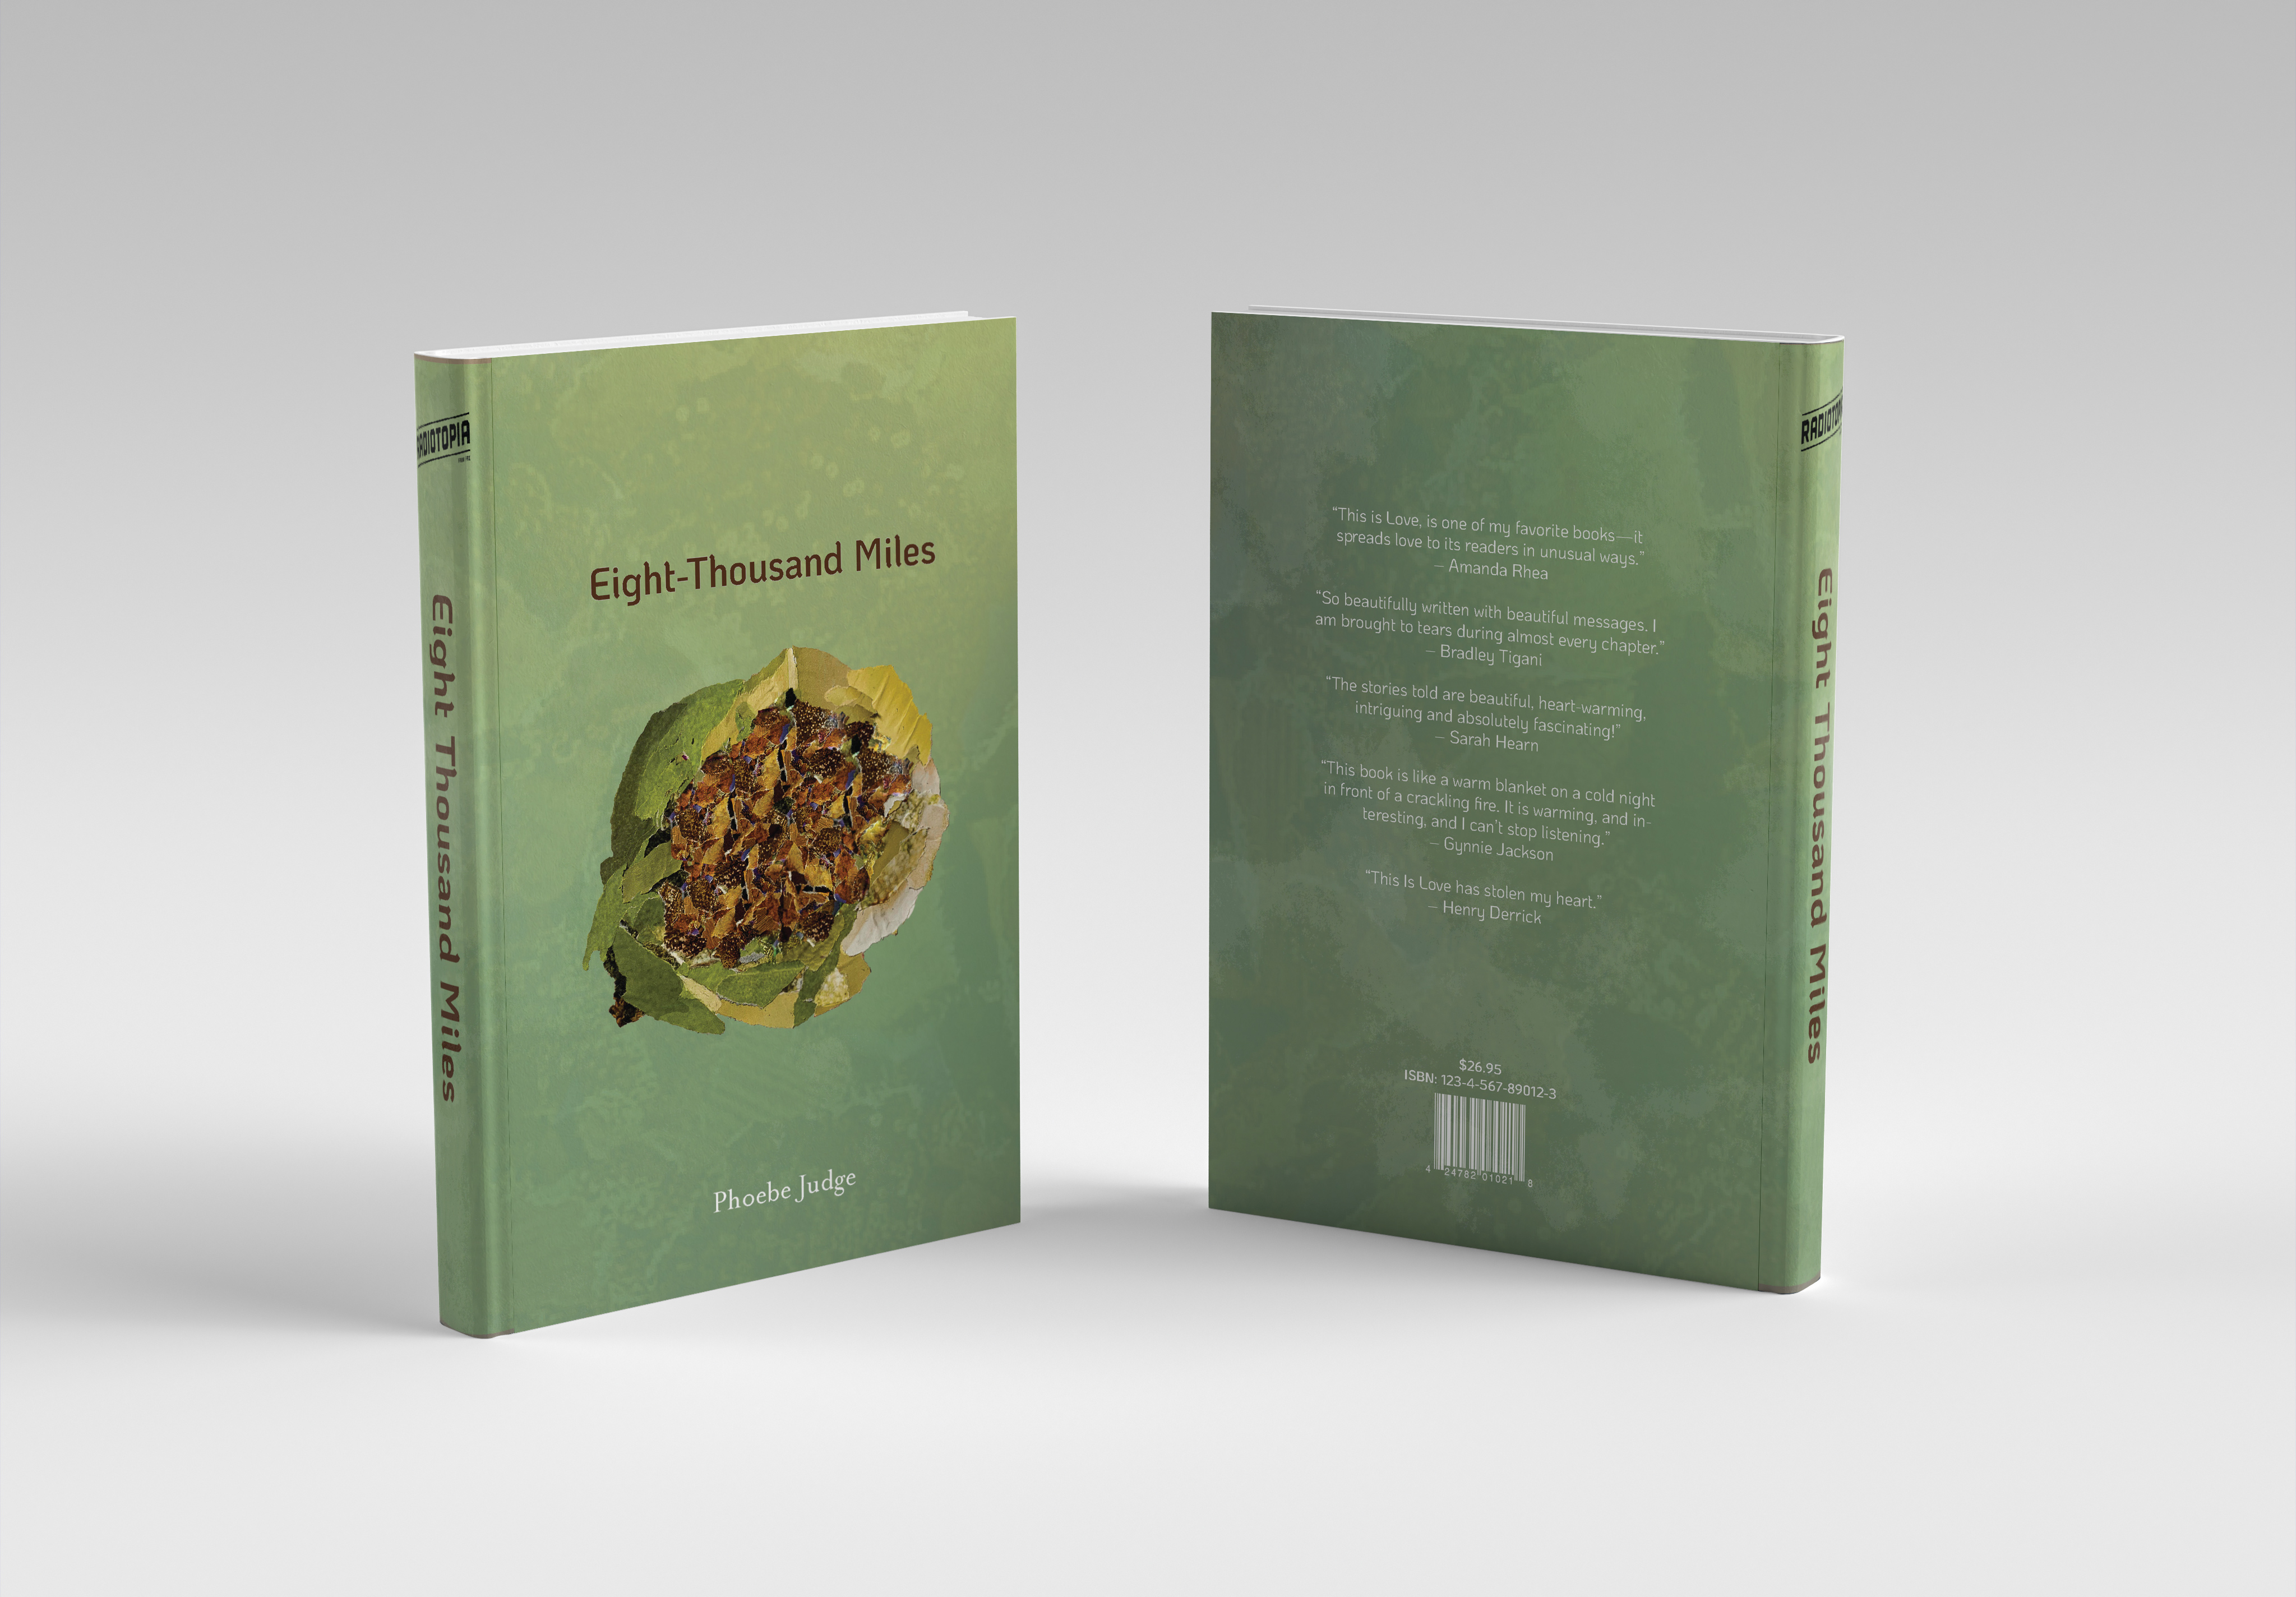 RADIOTOPIA
Eight Thousand Miles
Eight-Thousand Miles
Phoebe Judge
“This is Love, is one of my favorite books—it
spreads love to its readers in unusual ways.”
– Amanda Rhea
“So beautifully written with beautiful messages. I
am brought to tears during almost every chapter.”
– Bradley Tigani
“The stories told are beautiful, heart-warming,
intriguing and absolutely fascinating!”
– Sarah Hearn
“This book is like a warm blanket on a cold night
in front of a crackling fire. It is warming, and in-
teresting, and I can't stop listening.”
– Gynnie Jackson
“This Is Love has stolen my heart.”
– Henry Derrick
$26.95
ISBN: 123-4-567-89012-3
4 24782 01021 8
RADIOTOP
Eight Thousand Miles